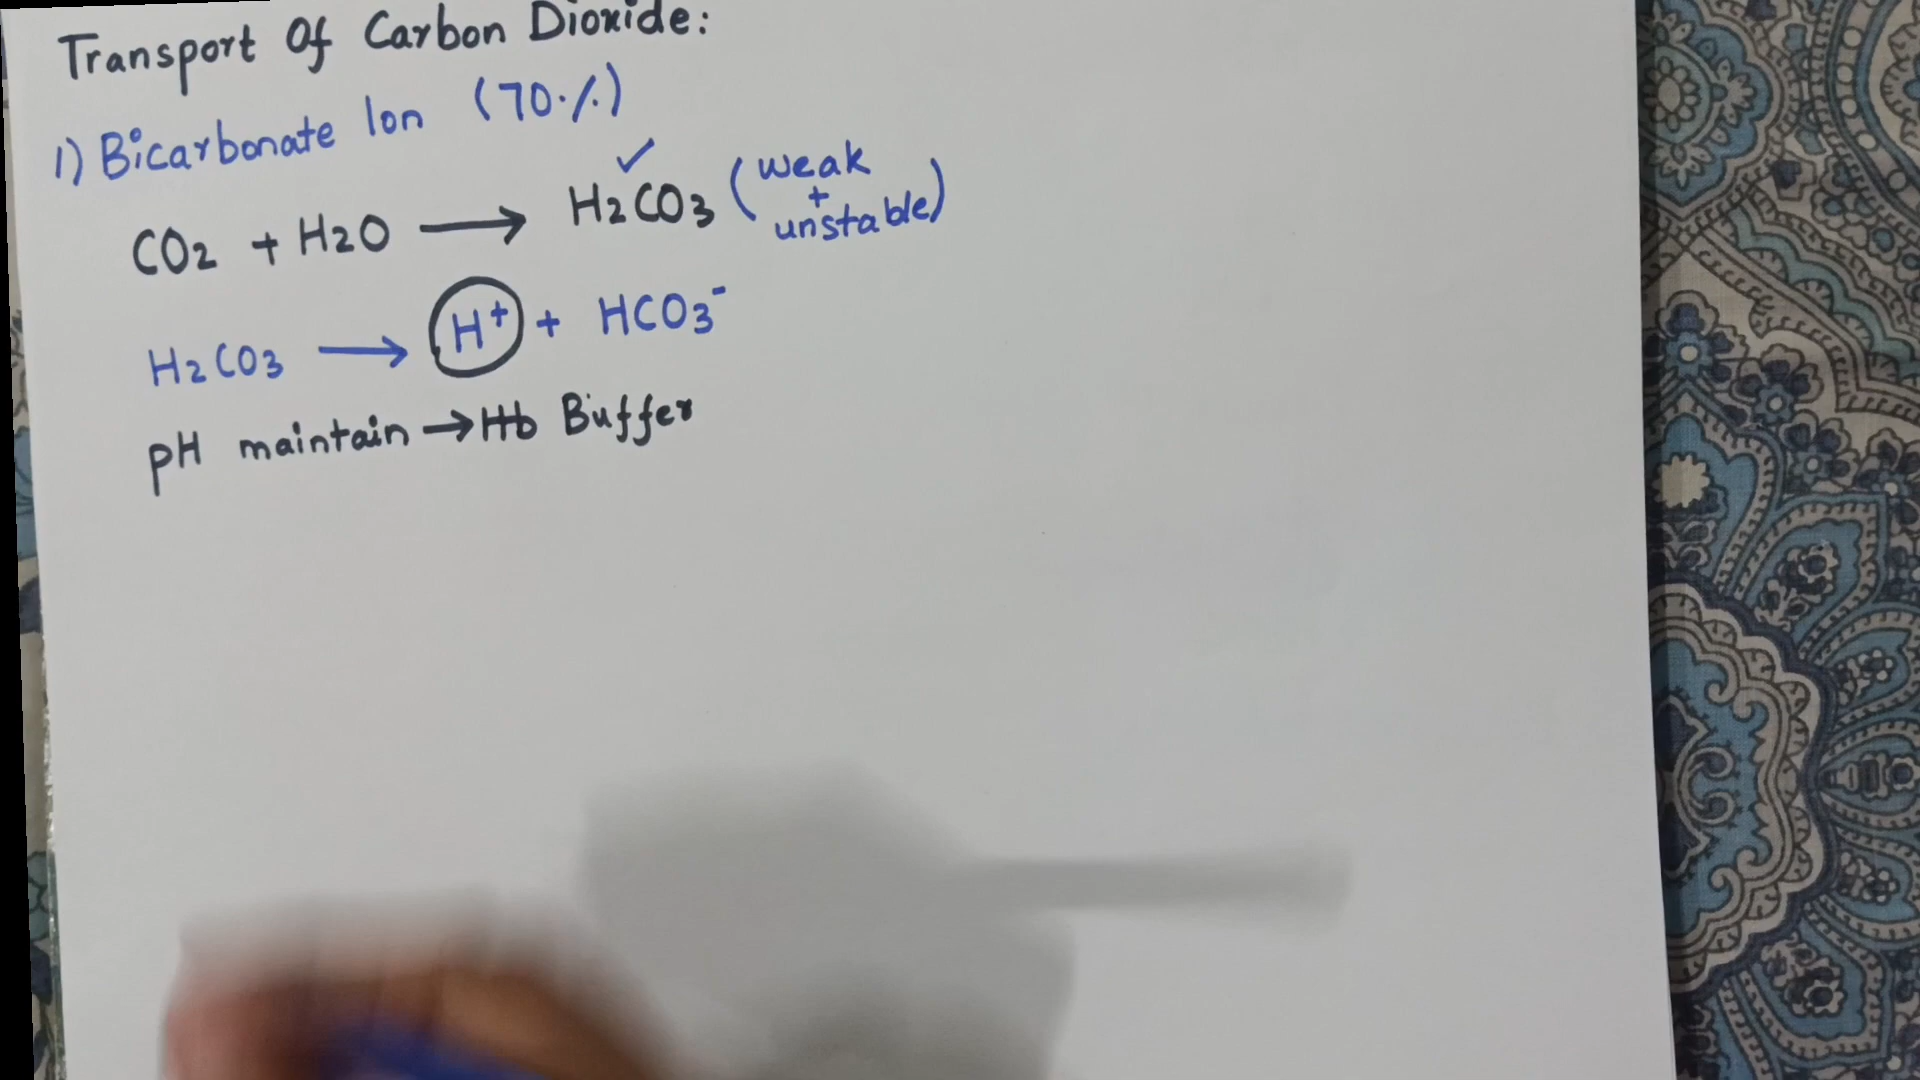 Transport Of Carbon Dioxide:
1) Bicarbonate Ion (70%)
CO2 + H2O → H2CO3 ✓ (weak + unstable)
H2CO3 → H+ + HCO3-
pH maintain → Hb Buffer